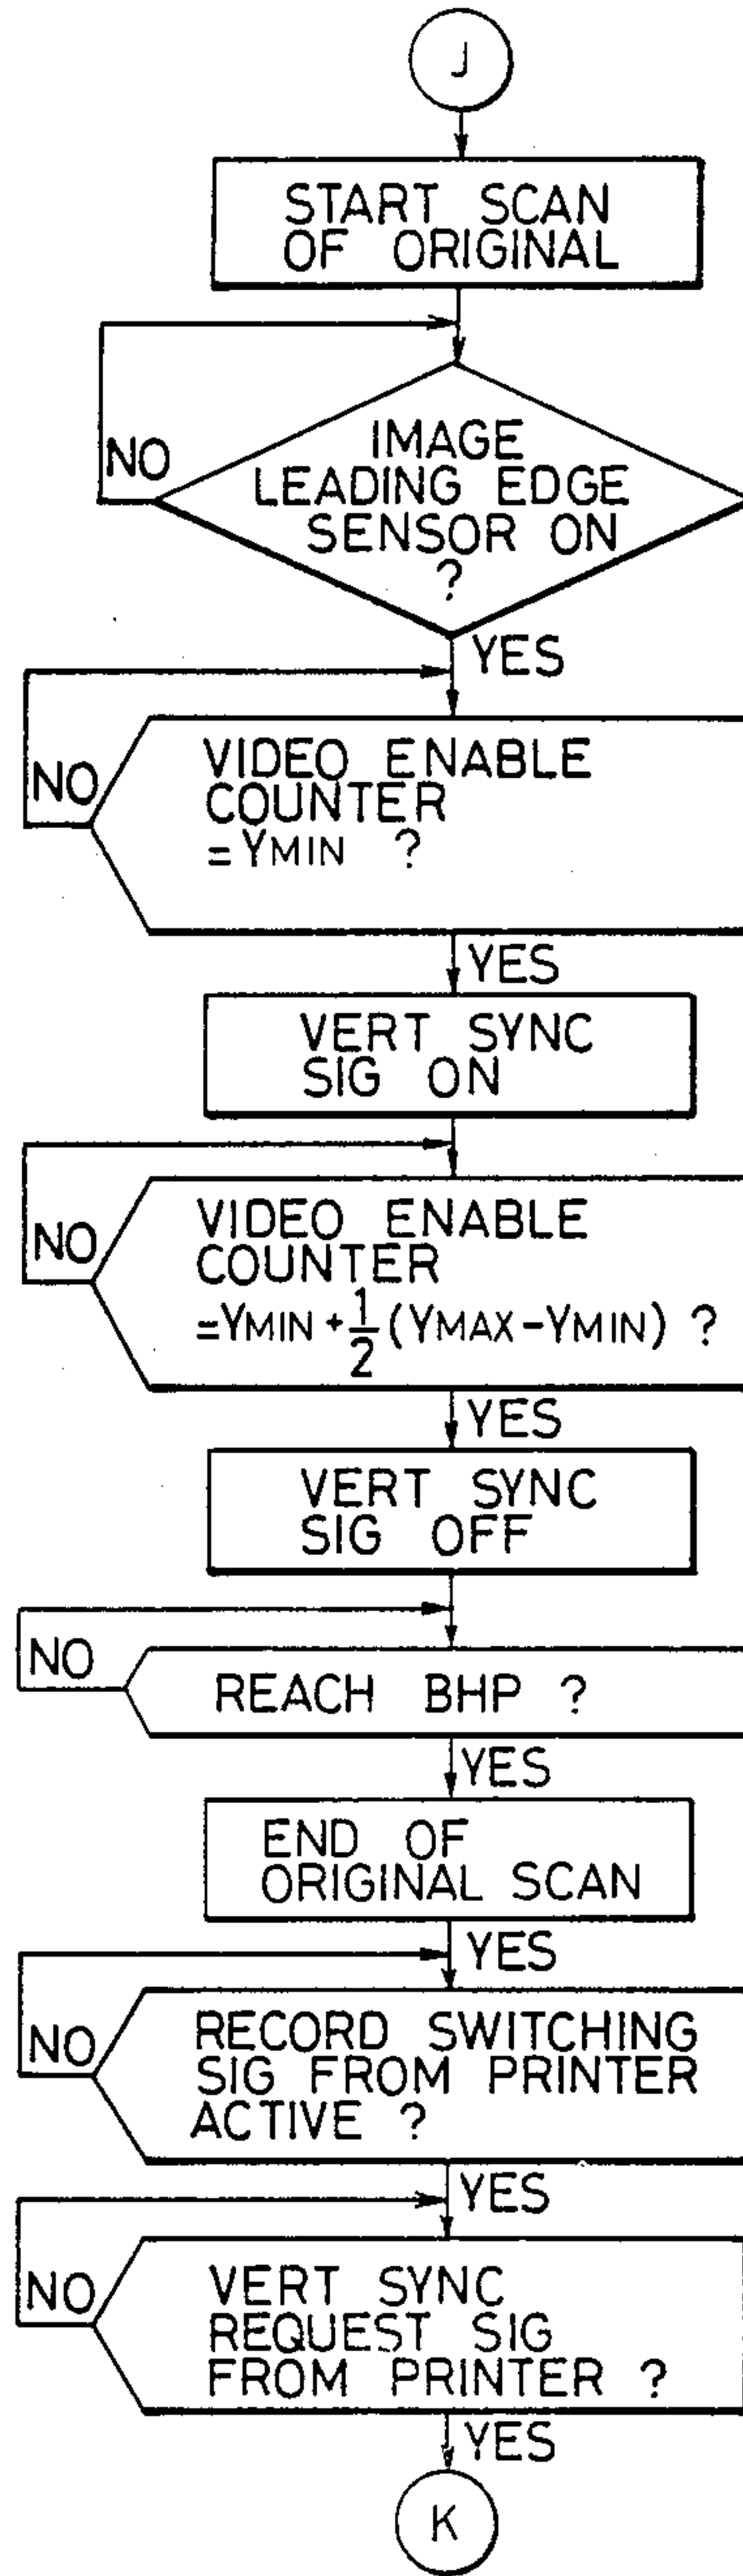 J
START SCAN
OF ORIGINAL
IMAGE
LEADING EDGE
SENSOR ON
?
NO
YES
VIDEO ENABLE
COUNTER
=YMIN ?
NO
YES
VERT SYNC
SIG ON
VIDEO ENABLE
COUNTER
=YMIN+1/2(YMAX-YMIN) ?
NO
YES
VERT SYNC
SIG OFF
NO
REACH BHP ?
YES
END OF
ORIGINAL SCAN
YES
RECORD SWITCHING
SIG FROM PRINTER
ACTIVE ?
NO
YES
VERT SYNC
REQUEST SIG
FROM PRINTER ?
NO
YES
K